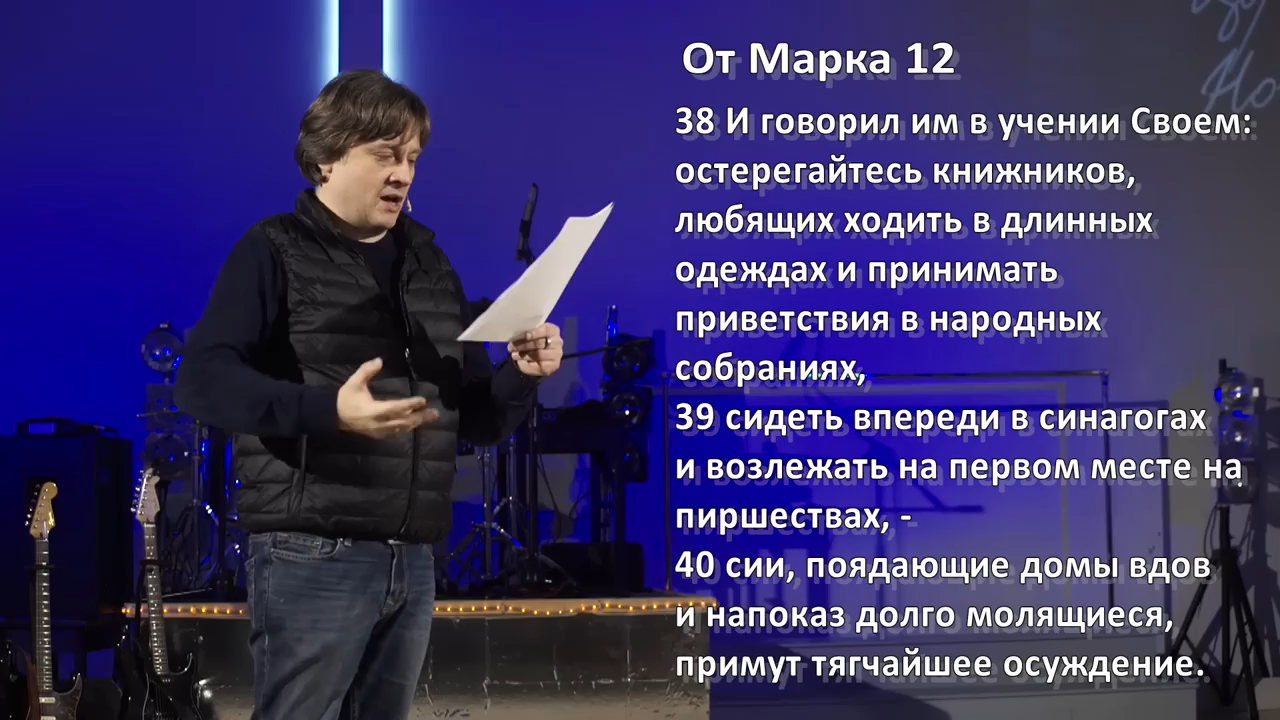 От Марка 12
38 И говорил им в учении Своем:
остерегайтесь книжников,
любящих ходить в длинных
одеждах и принимать
приветствия в народных
собраниях,
39 сидеть впереди в синагогах
и возлежать на первом месте на
пиршествах, -
40 сии, поядающие домы вдов
и напоказ долго молящиеся,
примут тягчайшее осуждение.